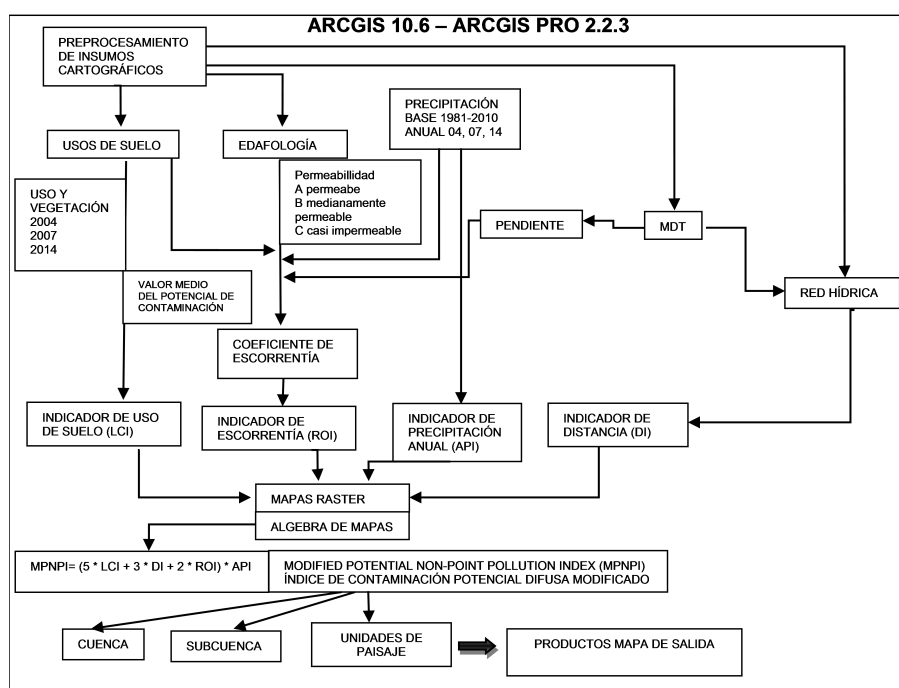 ARCGIS 10.6 – ARCGIS PRO 2.2.3
PREPROCESAMIENTO
DE INSUMOS
CARTOGRÁFICOS
PRECIPITACIÓN
BASE 1981-2010
ANUAL 04, 07, 14
USOS DE SUELO
EDAFOLOGÍA
Permeabillidad
A permeabe
B medianamente
permeable
C casi impermeable
USO Y
VEGETACIÓN
2004
2007
2014
PENDIENTE
MDT
VALOR MEDIO
DEL POTENCIAL DE
CONTAMINACIÓN
RED HÍDRICA
COEFICIENTE DE
ESCORRENTÍA
INDICADOR DE USO
DE SUELO (LCI)
INDICADOR DE
ESCORRENTÍA (ROI)
INDICADOR DE
PRECIPITACIÓN
ANUAL (API)
INDICADOR DE
DISTANCIA (DI)
MAPAS RASTER
ALGEBRA DE MAPAS
MPNPI= (5 * LCI + 3 * DI + 2 * ROI) * API
MODIFIED POTENTIAL NON-POINT POLLUTION INDEX (MPNPI)
ÍNDICE DE CONTAMINACIÓN POTENCIAL DIFUSA MODIFICADO
CUENCA
SUBCUENCA
UNIDADES DE
PAISAJE
PRODUCTOS MAPA DE SALIDA